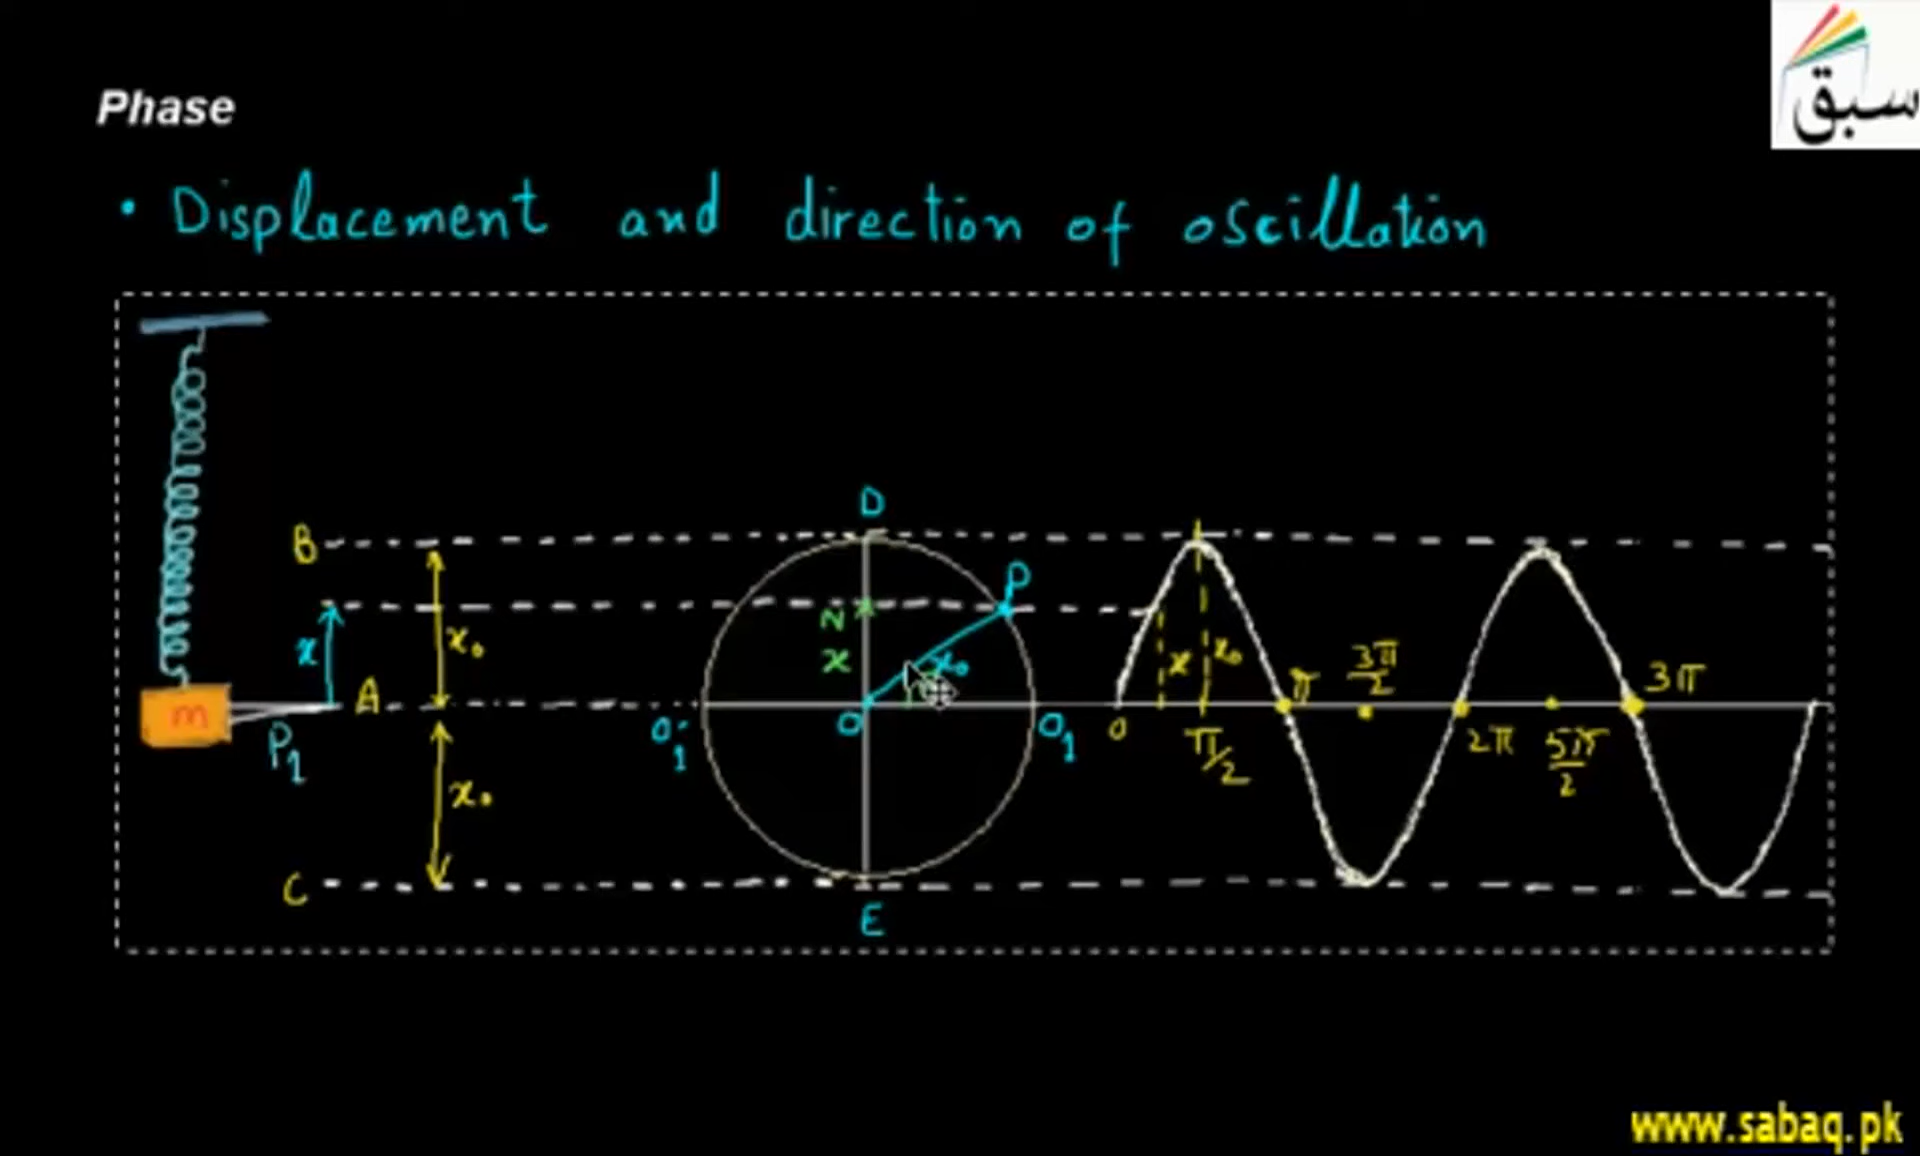 سبق
Phase
• Displacement and direction of oscillation
D
B
P
N
x
x₀
x
x₀
x
x₀
3π/2
π
3π
m
A
P₁
O₁'
O
O₁
0
π/2
2π
5π/2
x₀
C
E
www.sabaq.pk